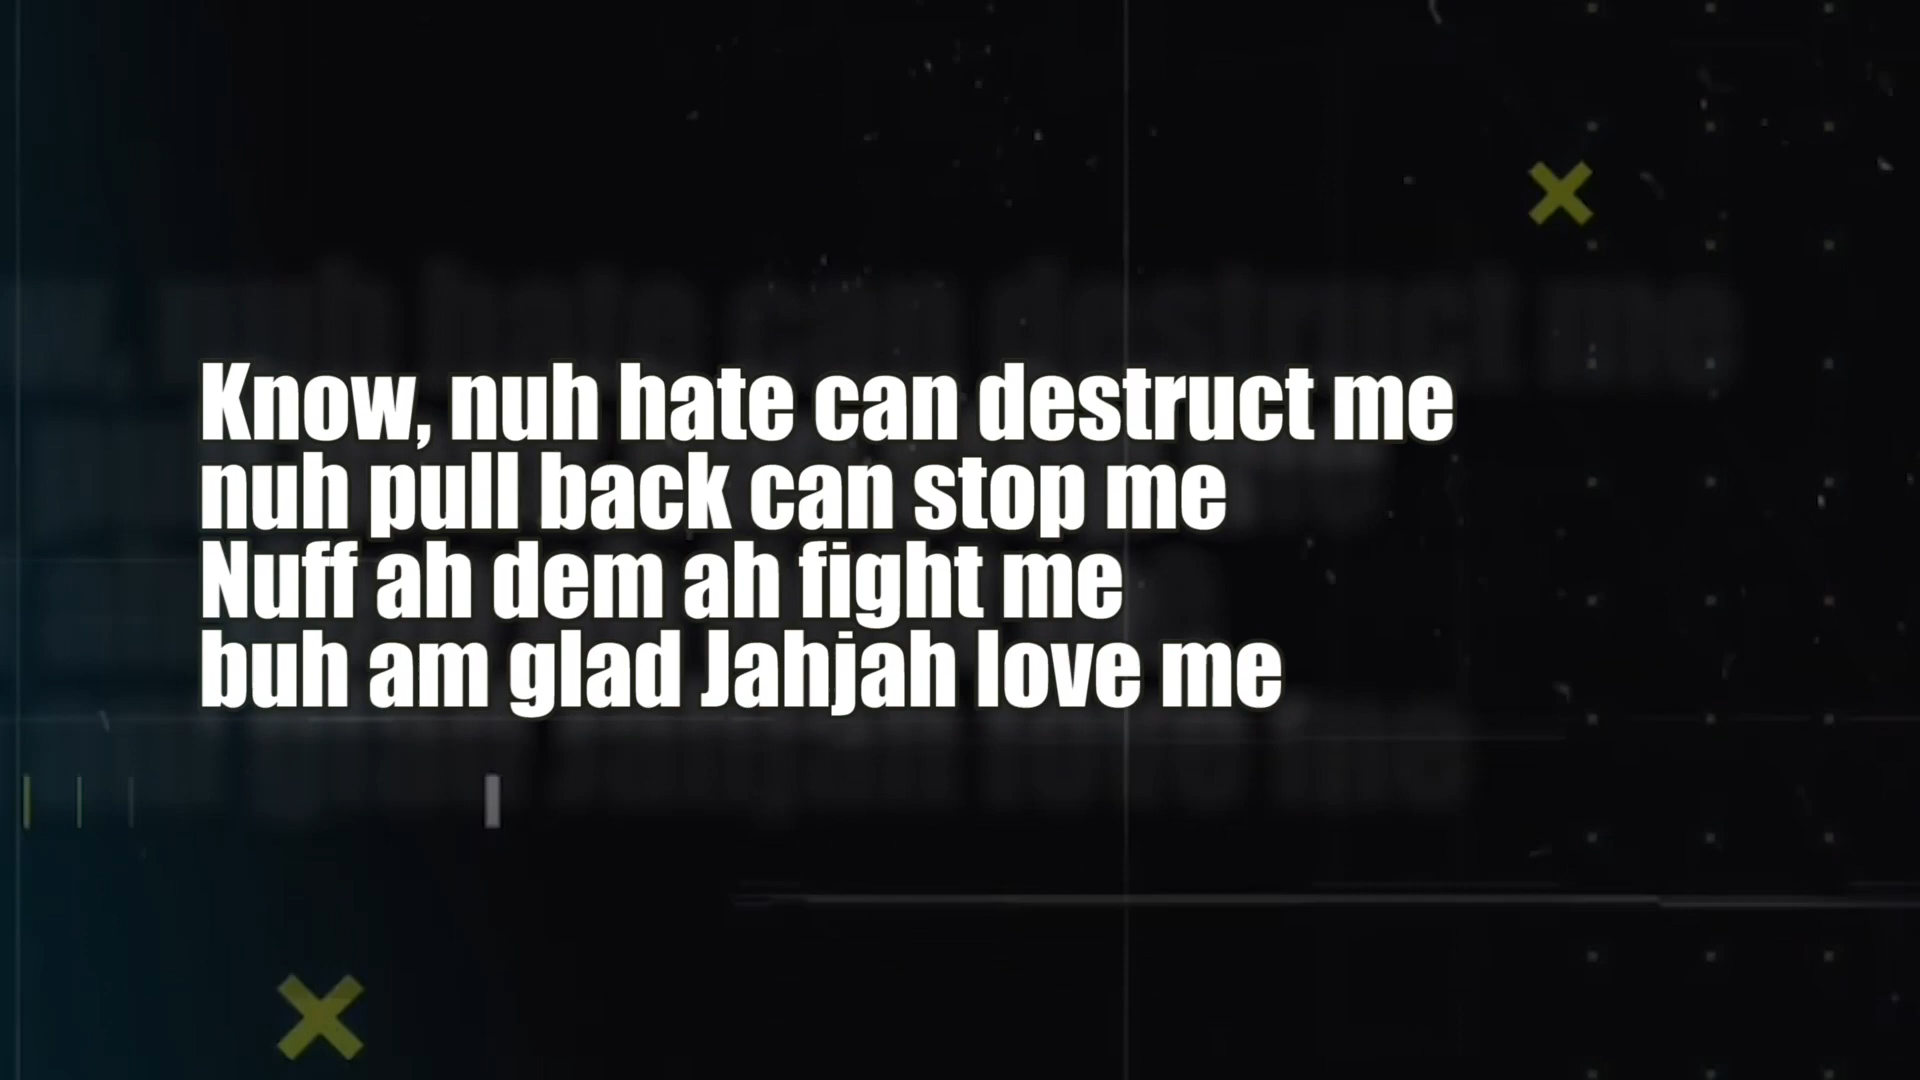 Know, nuh hate can destruct me
nuh pull back can stop me
Nuff ah dem ah fight me
buh am glad Jahjah love me